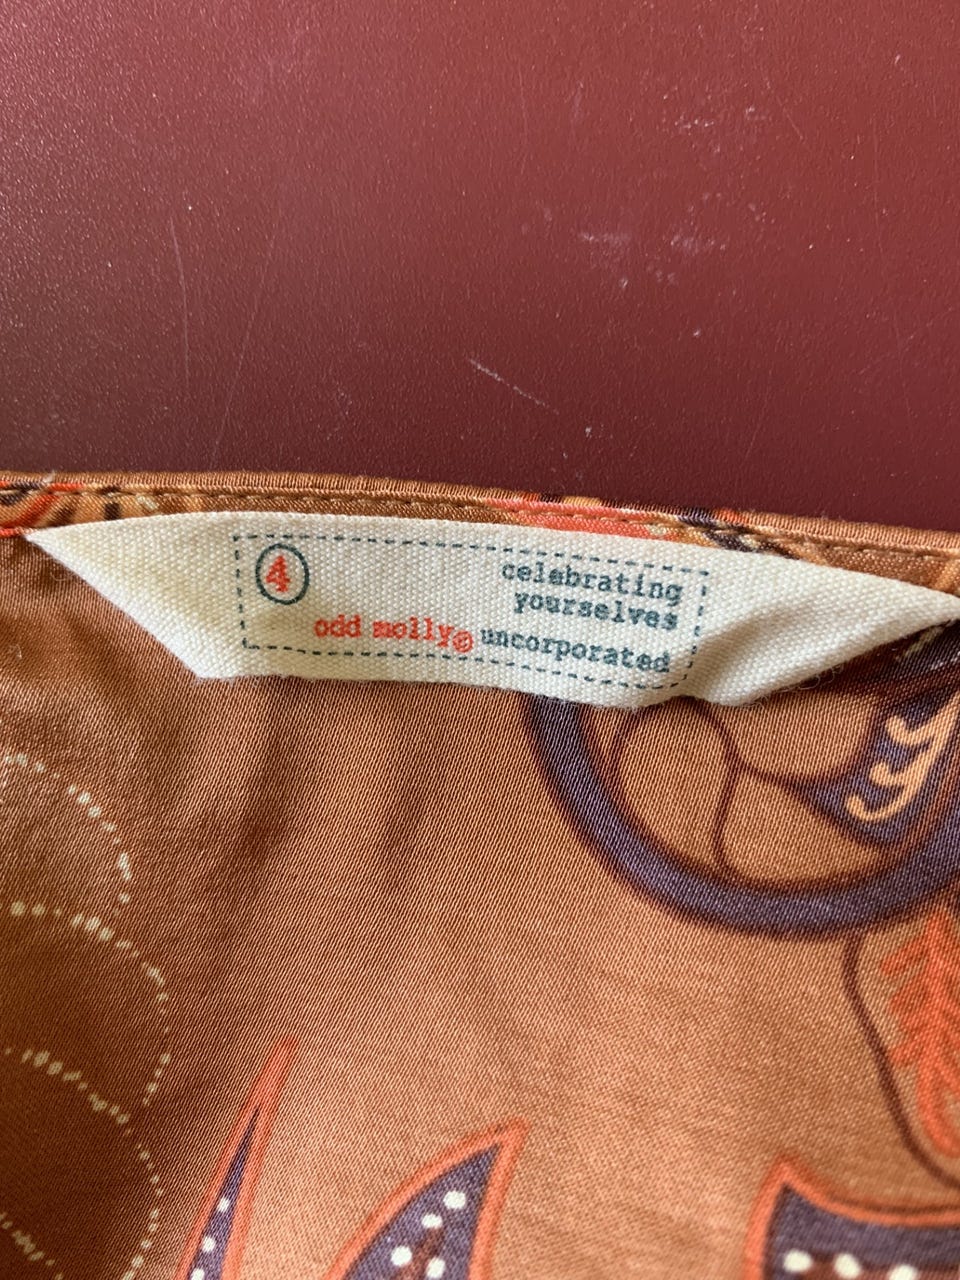 4
celebrating
yourselves
odd molly® uncorporated